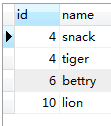 id name
4 snack
4 tiger
6 bettry
10 lion